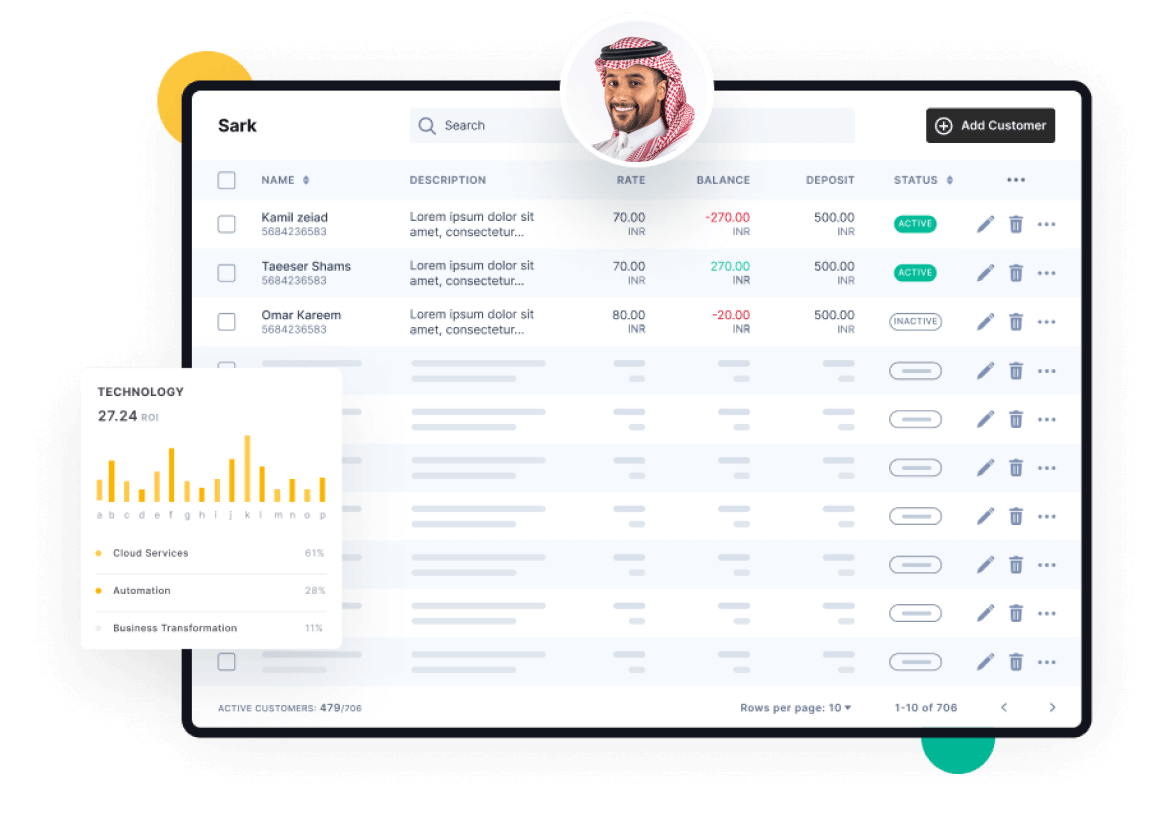 Sark
Search
Add Customer
NAME DESCRIPTION RATE BALANCE DEPOSIT STATUS
Kamil zeiad Lorem ipsum dolor sit 70.00 -270.00 500.00 ACTIVE
5684236583 amet, consectetur... INR INR INR
Taeeser Shams Lorem ipsum dolor sit 70.00 270.00 500.00 ACTIVE
5684236583 amet, consectetur... INR INR INR
Omar Kareem Lorem ipsum dolor sit 80.00 -20.00 500.00 INACTIVE
5684236583 amet, consectetur... INR INR INR
TECHNOLOGY
27.24 ROI
a b c d e f g h i j k l m n o p
Cloud Services 61%
Automation 28%
Business Transformation 11%
ACTIVE CUSTOMERS: 479/706 Rows per page: 10 1-10 of 706